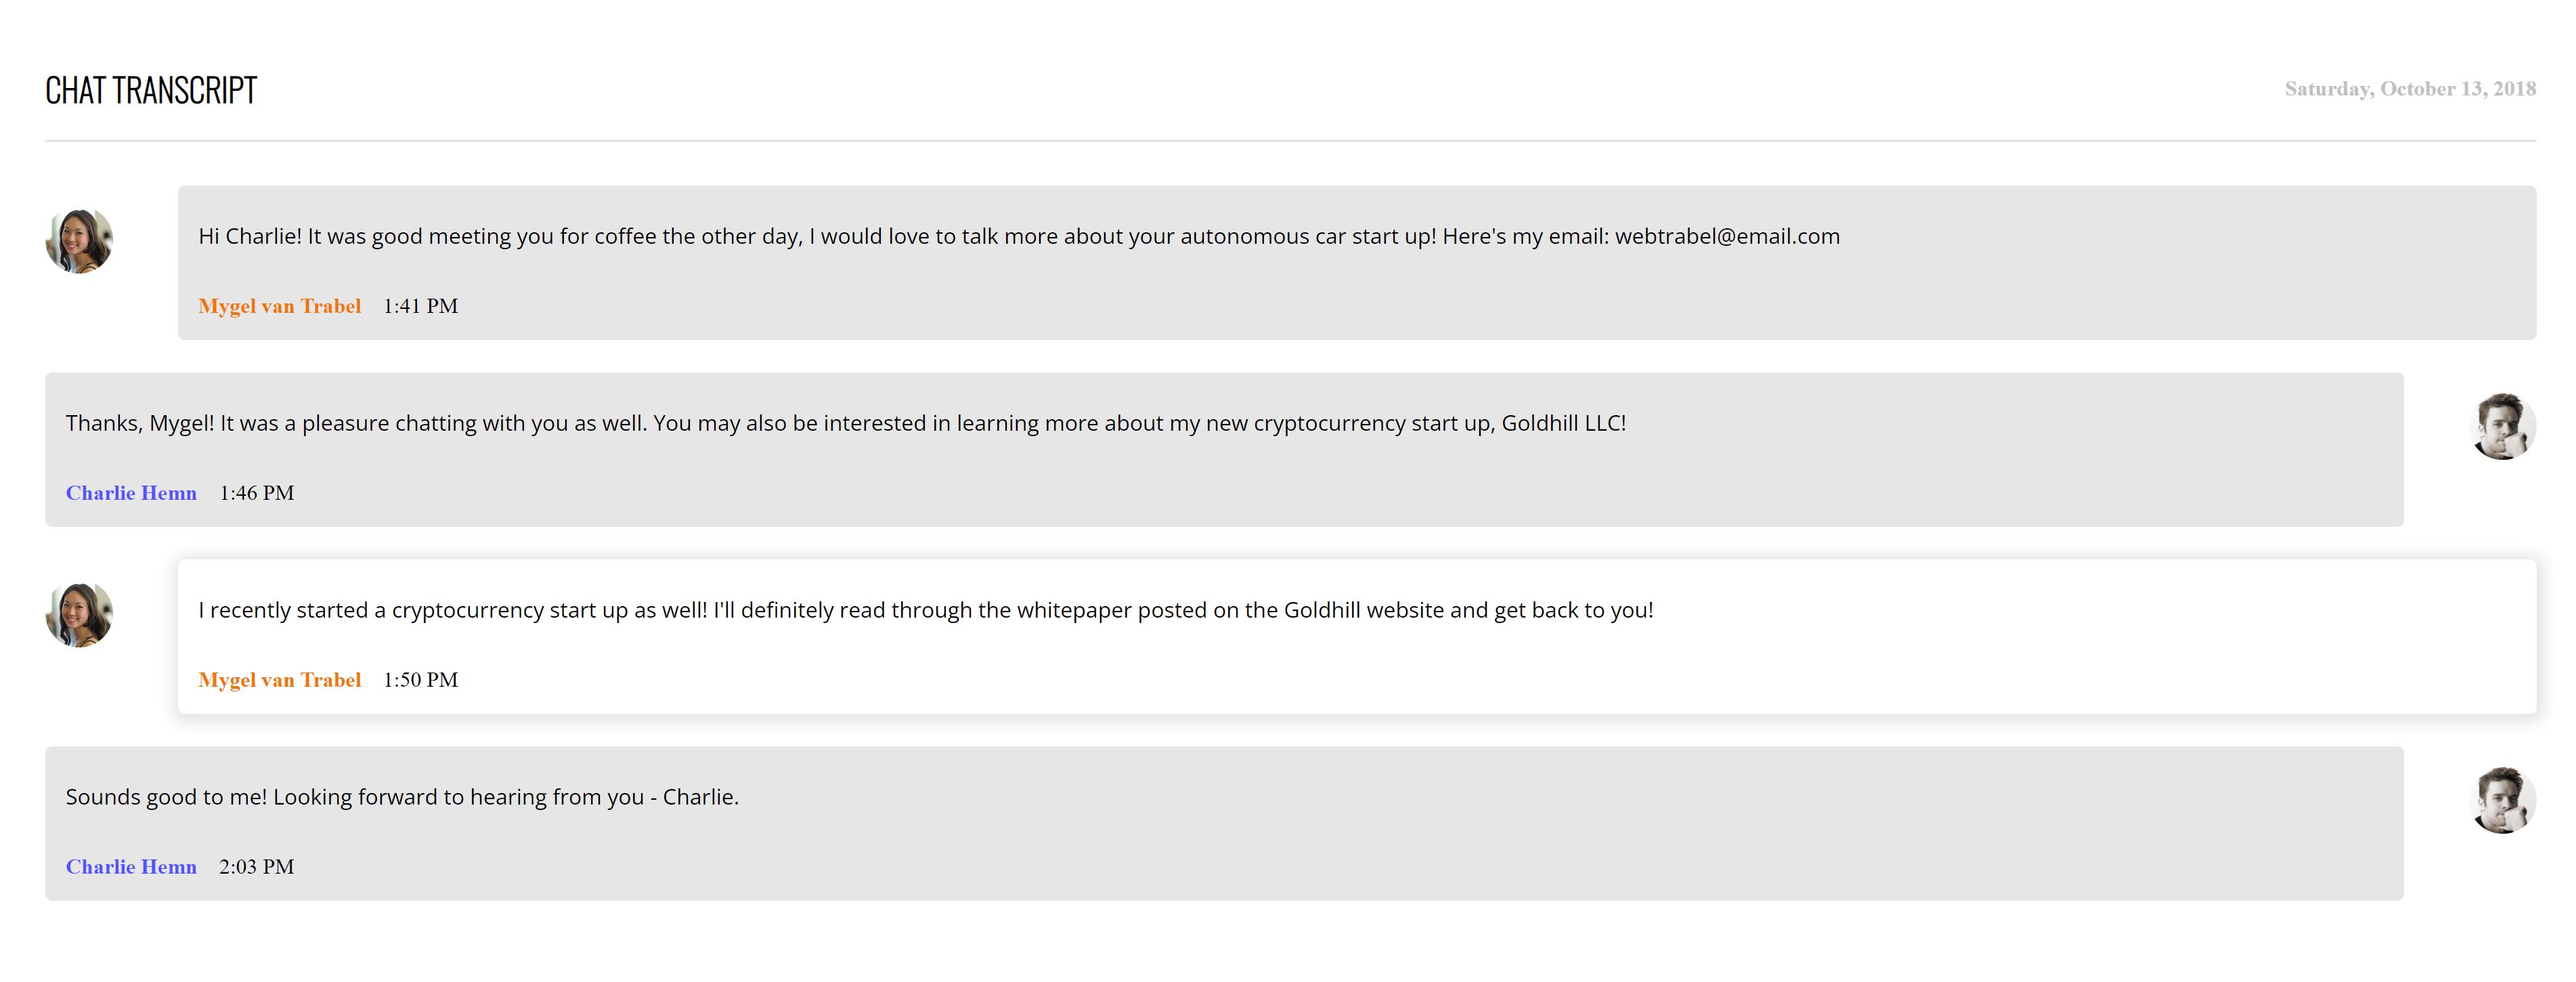 CHAT TRANSCRIPT
Saturday, October 13, 2018
Hi Charlie! It was good meeting you for coffee the other day, I would love to talk more about your autonomous car start up! Here's my email: webtrabel@email.com
Mygel van Trabel 1:41 PM
Thanks, Mygel! It was a pleasure chatting with you as well. You may also be interested in learning more about my new cryptocurrency start up, Goldhill LLC!
Charlie Hemn 1:46 PM
I recently started a cryptocurrency start up as well! I'll definitely read through the whitepaper posted on the Goldhill website and get back to you!
Mygel van Trabel 1:50 PM
Sounds good to me! Looking forward to hearing from you - Charlie.
Charlie Hemn 2:03 PM